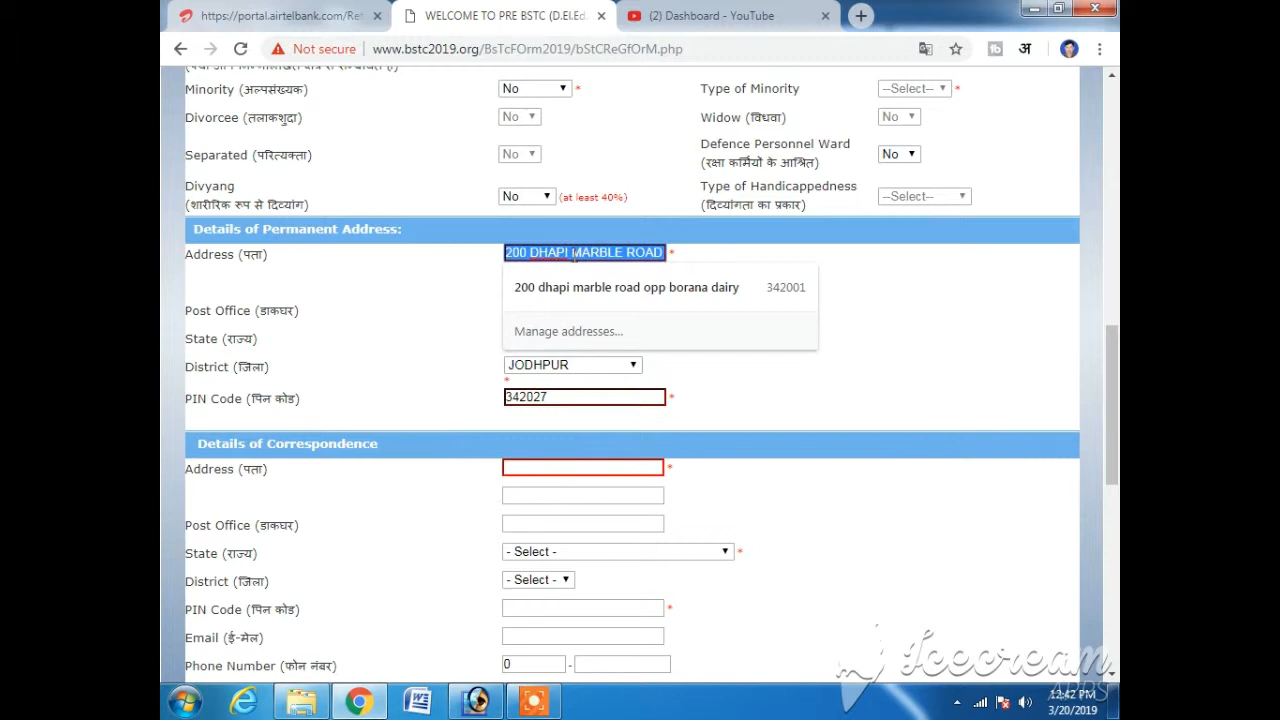 https://portal.airtelbank.com/Ret
WELCOME TO PRE BSTC (D.El.Ed.
(2) Dashboard - YouTube
Not secure
www.bstc2019.org/BsTcFOrm2019/bStCReGfOrM.php
अ
Minority (अल्पसंख्यक)
No
*
Type of Minority
--Select--
*
Divorcee (तलाकशुदा)
No
Widow (विधवा)
No
Separated (परित्यक्ता)
No
Defence Personnel Ward
(रक्षा कर्मियों के आश्रित)
No
Divyang
(शारीरिक रुप से दिव्यांग)
No
(at least 40%)
Type of Handicappedness
(दिव्यांगता का प्रकार)
--Select--
Details of Permanent Address:
Address (पता)
200 DHAPI MARBLE ROAD
*
200 dhapi marble road opp borana dairy
342001
Manage addresses...
Post Office (डाकघर)
State (राज्य)
District (जिला)
JODHPUR
*
PIN Code (पिन कोड)
342027
*
Details of Correspondence
Address (पता)
*
Post Office (डाकघर)
State (राज्य)
- Select -
*
District (जिला)
- Select -
PIN Code (पिन कोड)
*
Email (ई-मेल)
Phone Number (फोन नंबर)
0
-
Icecream
APPS
12:42 PM
3/20/2019